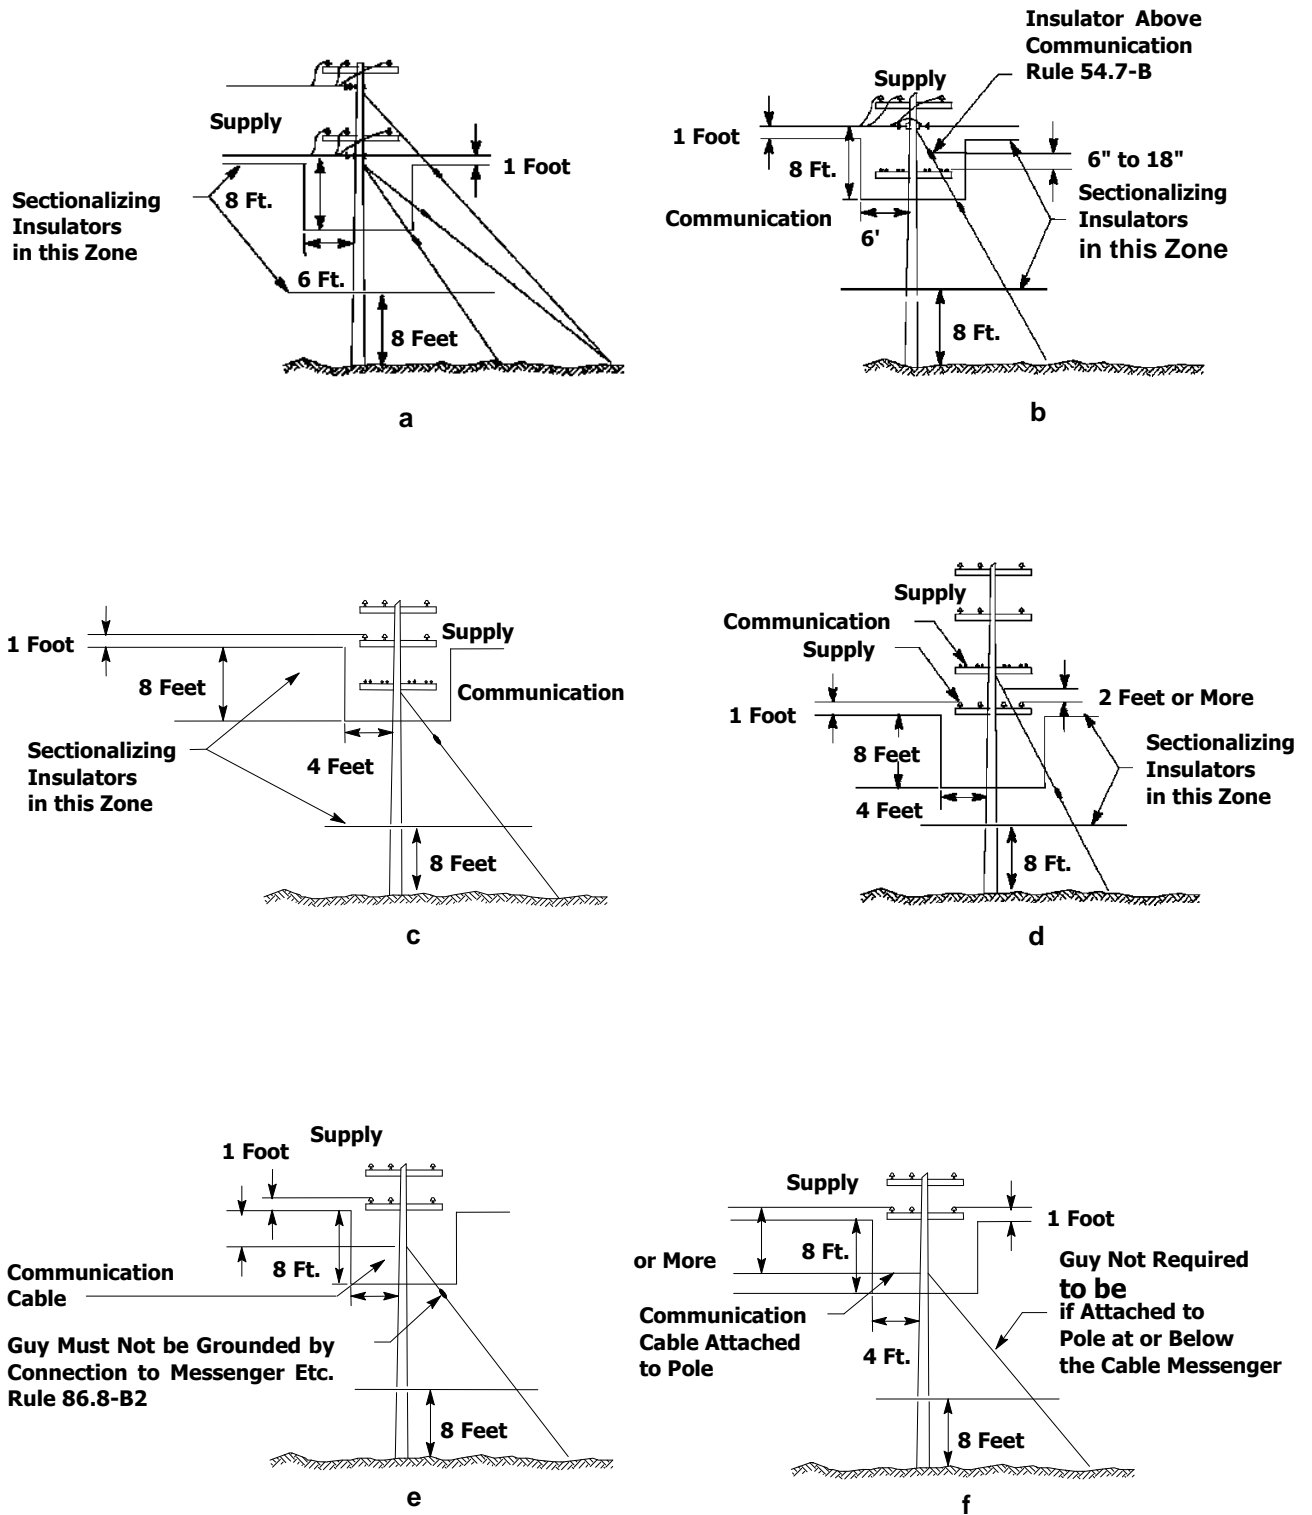 Supply
1 Foot
Sectionalizing
Insulators
in this Zone
8 Ft.
6 Ft.
8 Feet
a
Insulator Above
Communication
Rule 54.7-B
Supply
1 Foot
8 Ft.
6" to 18"
Communication
6'
Sectionalizing
Insulators
in this Zone
8 Ft.
b
1 Foot
Supply
8 Feet
Communication
Sectionalizing
Insulators
in this Zone
4 Feet
8 Feet
c
Supply
Communication
Supply
2 Feet or More
1 Foot
8 Feet
Sectionalizing
Insulators
in this Zone
4 Feet
8 Ft.
d
Supply
1 Foot
8 Ft.
Communication
Cable
Guy Must Not be Grounded by
Connection to Messenger Etc.
Rule 86.8-B2
8 Feet
e
Supply
1 Foot
or More
8 Ft.
Guy Not Required
to be
if Attached to
Pole at or Below
the Cable Messenger
Communication
Cable Attached
to Pole
4 Ft.
8 Feet
f